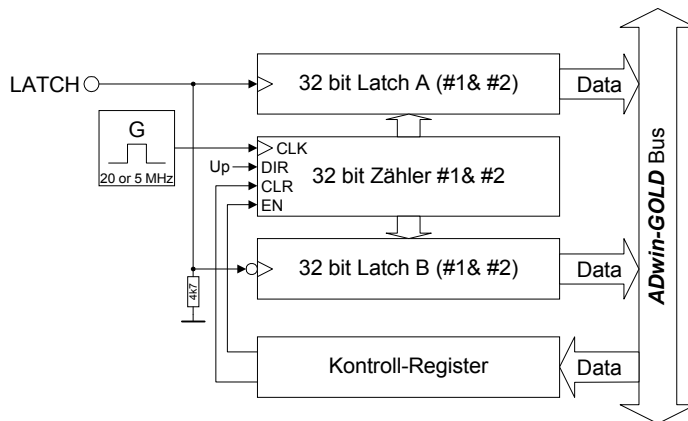 LATCH
32 bit Latch A (#1& #2)
Data
G
20 or 5 MHz
CLK
Up
DIR
CLR
EN
32 bit Zähler #1& #2
32 bit Latch B (#1& #2)
Data
4k7
Kontroll-Register
Data
ADwin-GOLD Bus